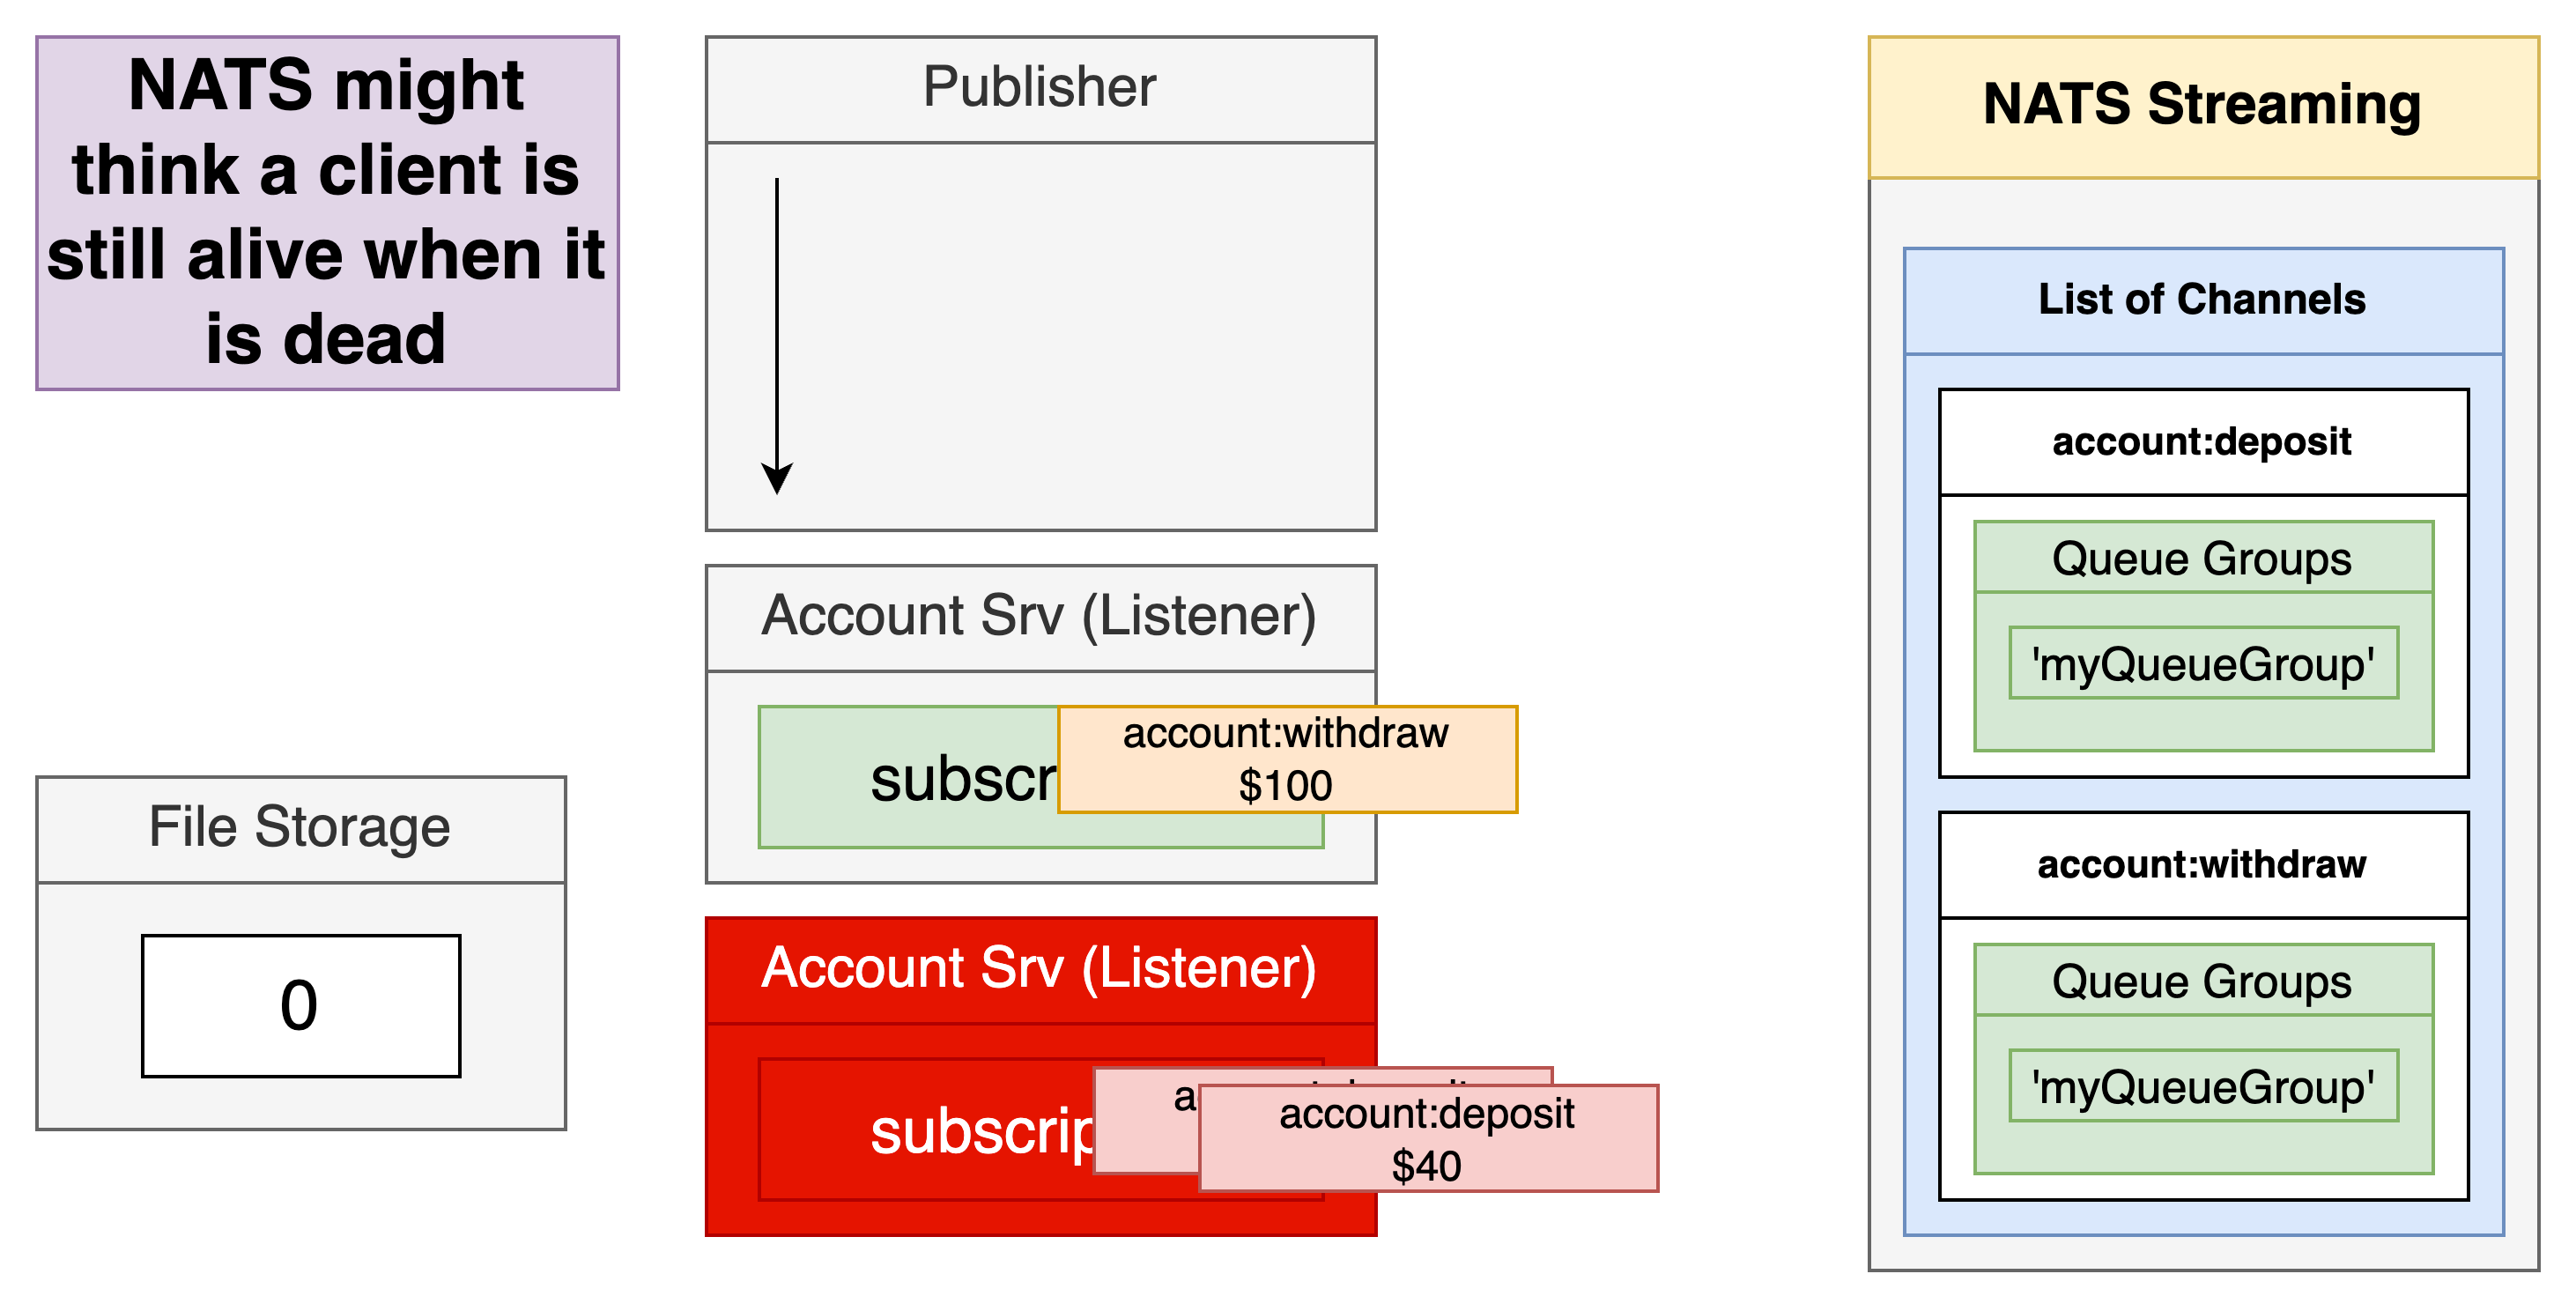 NATS might
think a client is
still alive when it
is dead
Publisher
Account Srv (Listener)
subscr
account:withdraw
$100
File Storage
0
Account Srv (Listener)
subscrip
account:deposit
$40
NATS Streaming
List of Channels
account:deposit
Queue Groups
'myQueueGroup'
account:withdraw
Queue Groups
'myQueueGroup'